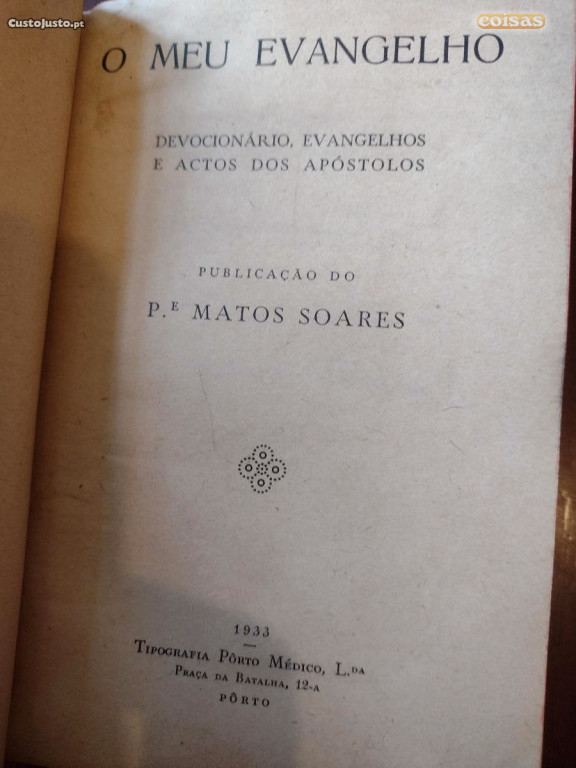 CustoJusto.pt
coisas
O MEU EVANGELHO
DEVOCIONÁRIO, EVANGELHOS
E ACTOS DOS APÓSTOLOS
PUBLICAÇÃO DO
P.E MATOS SOARES
1933
TIPOGRAFIA PÔRTO MÉDICO, L.DA
PRAÇA DA BATALHA, 12-A
PÔRTO